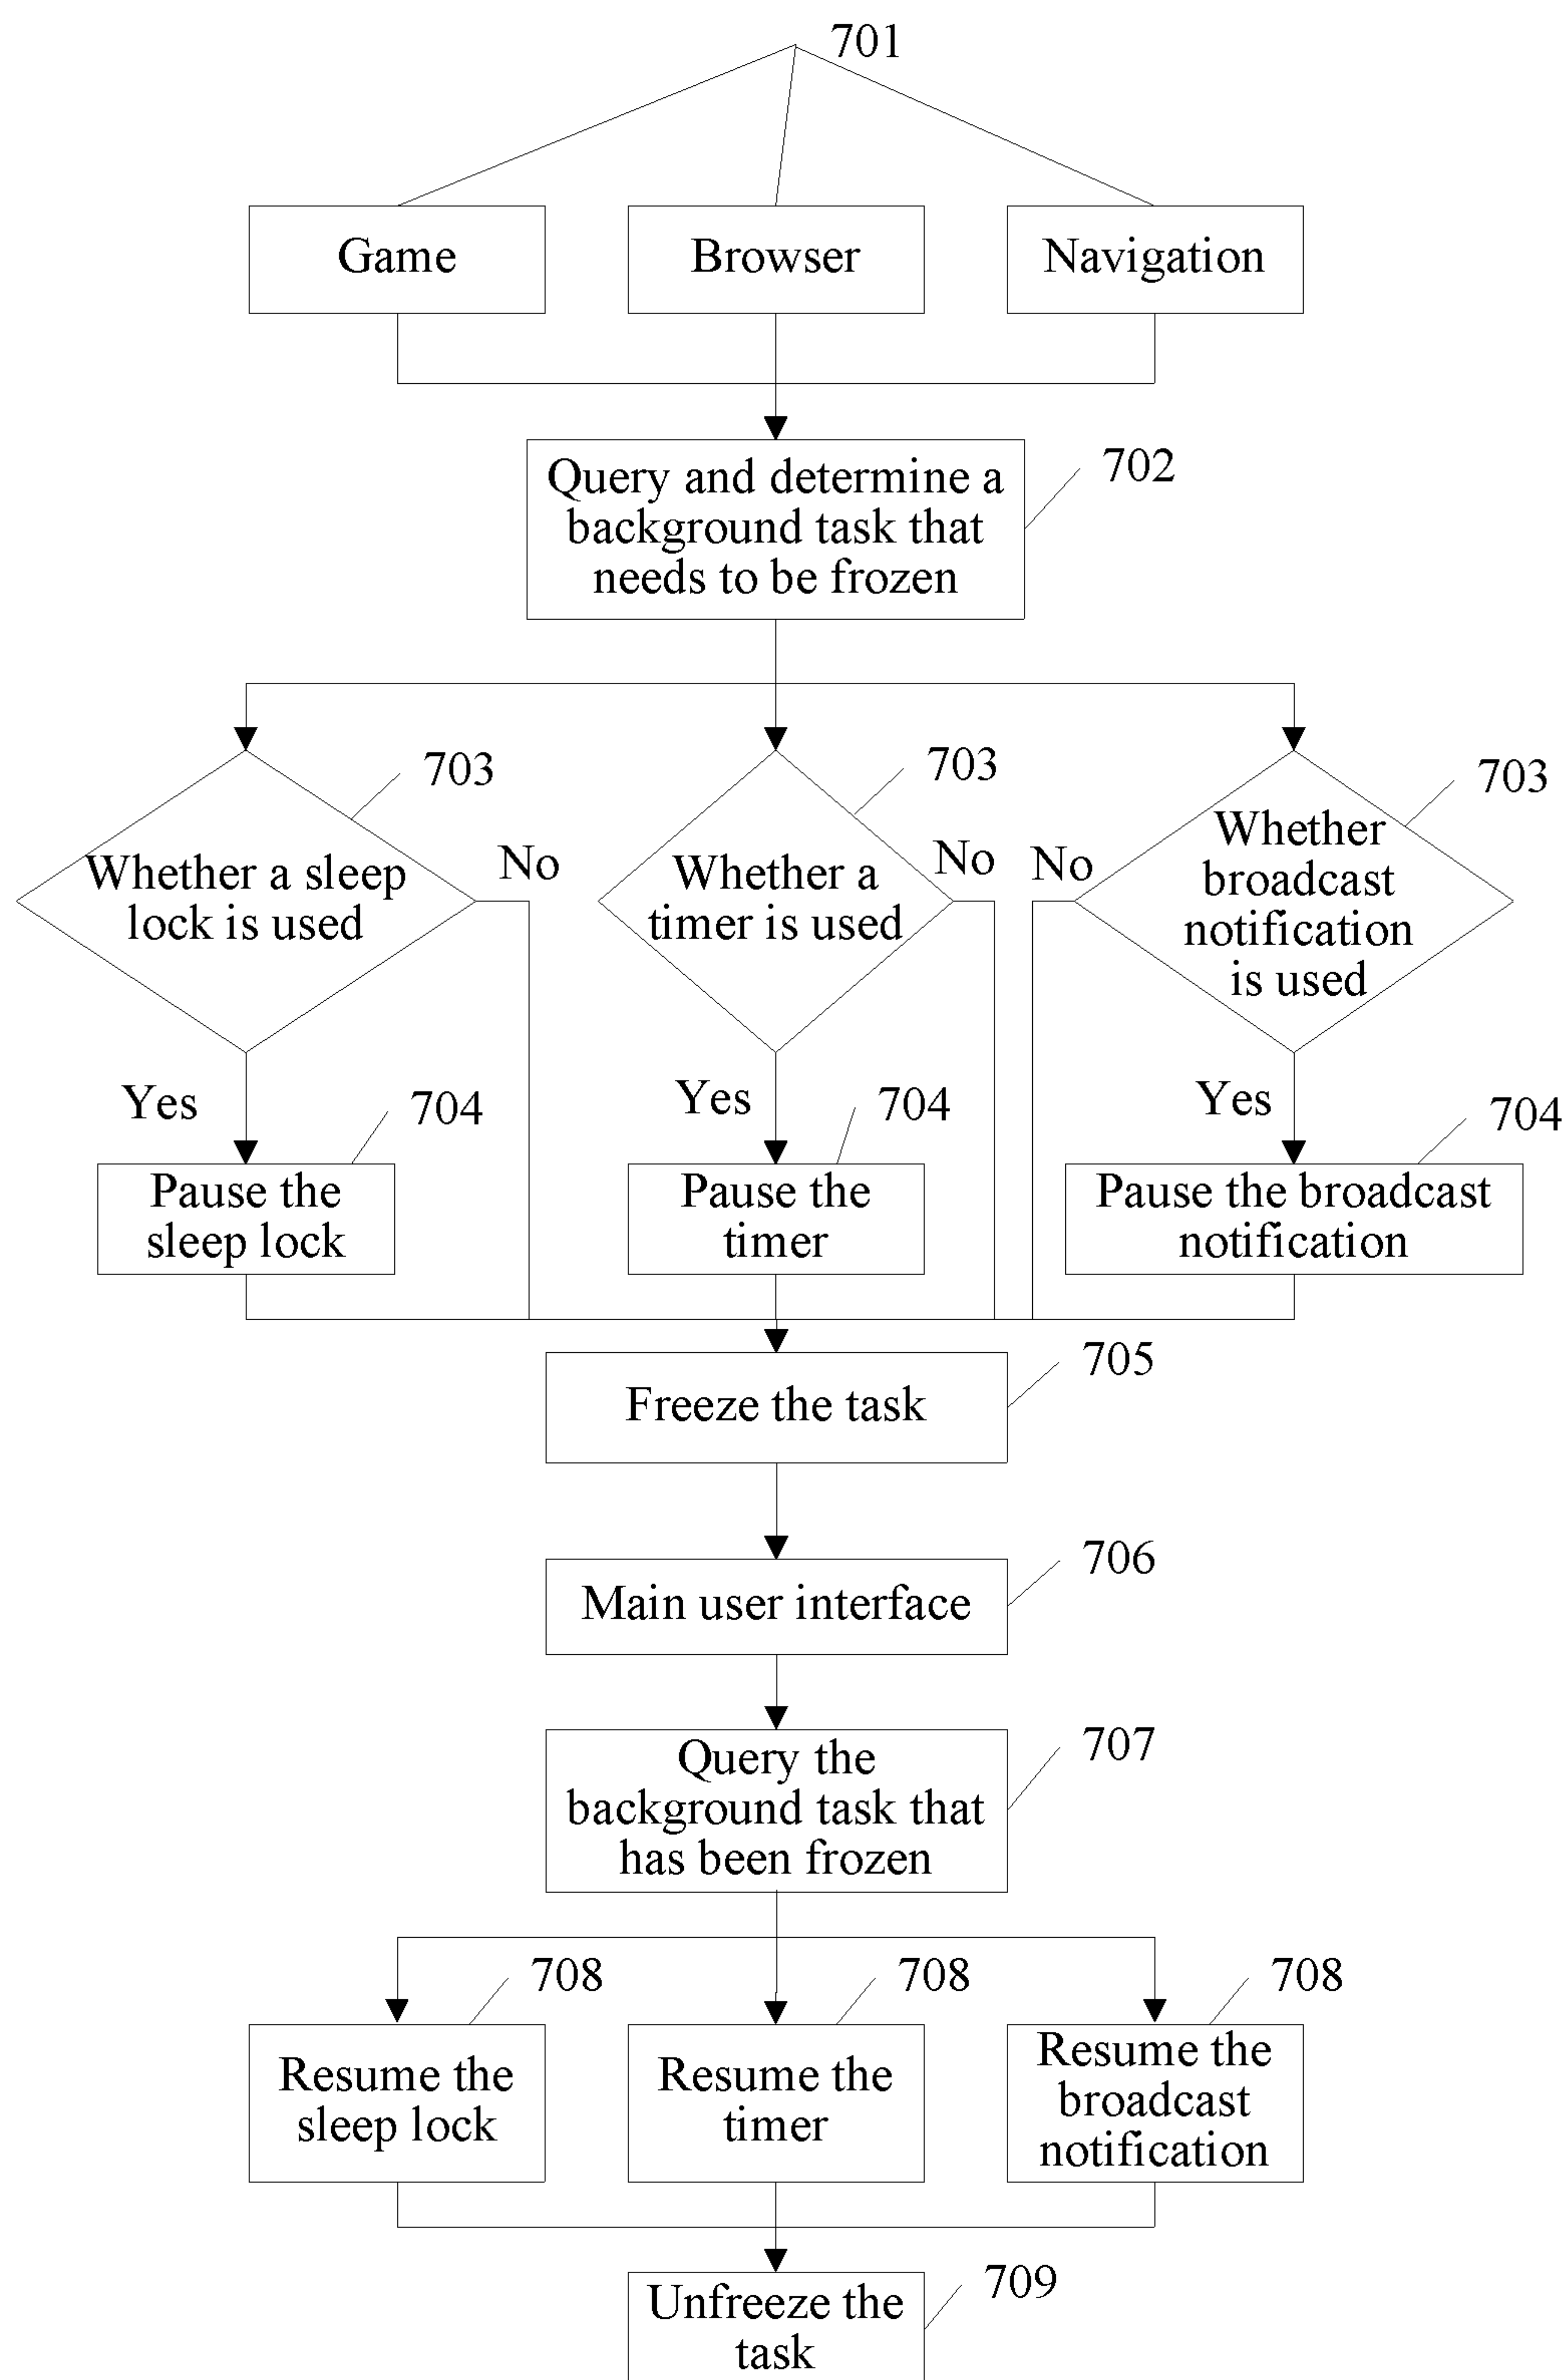 701
Game
Browser
Navigation
Query and determine a
background task that
needs to be frozen
702
703
703
703
Whether a sleep
lock is used
No
Whether a
timer is used
No
No
Whether
broadcast
notification
is used
Yes
704
Yes
704
Yes
704
Pause the
sleep lock
Pause the
timer
Pause the broadcast
notification
705
Freeze the task
706
Main user interface
707
Query the
background task that
has been frozen
708
708
708
Resume the
sleep lock
Resume the
timer
Resume the
broadcast
notification
709
Unfreeze the
task